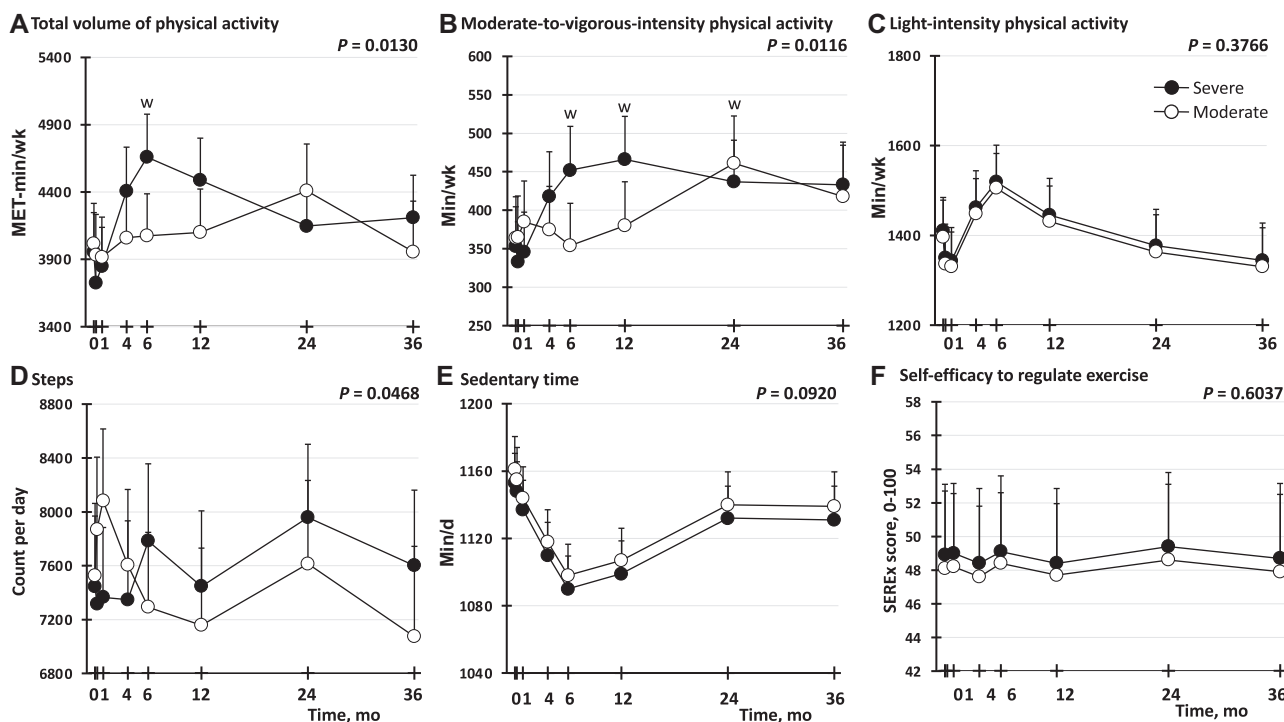 A Total volume of physical activity
P = 0.0130
5400
4900
4400
3900
3400
MET-min/wk
w
0 1 4 6 12 24 36
B Moderate-to-vigorous-intensity physical activity
P = 0.0116
600
550
500
450
400
350
300
250
Min/wk
w w w
0 1 4 6 12 24 36
C Light-intensity physical activity
P = 0.3766
1800
1600
1400
1200
Min/wk
Severe
Moderate
0 1 4 6 12 24 36
D Steps
P = 0.0468
8800
8400
8000
7600
7200
6800
Count per day
0 1 4 6 12 24 36
Time, mo
E Sedentary time
P = 0.0920
1200
1160
1120
1080
1040
Min/d
0 1 4 6 12 24 36
Time, mo
F Self-efficacy to regulate exercise
P = 0.6037
58
56
54
52
50
48
46
44
42
SEREx score, 0-100
0 1 4 6 12 24 36
Time, mo